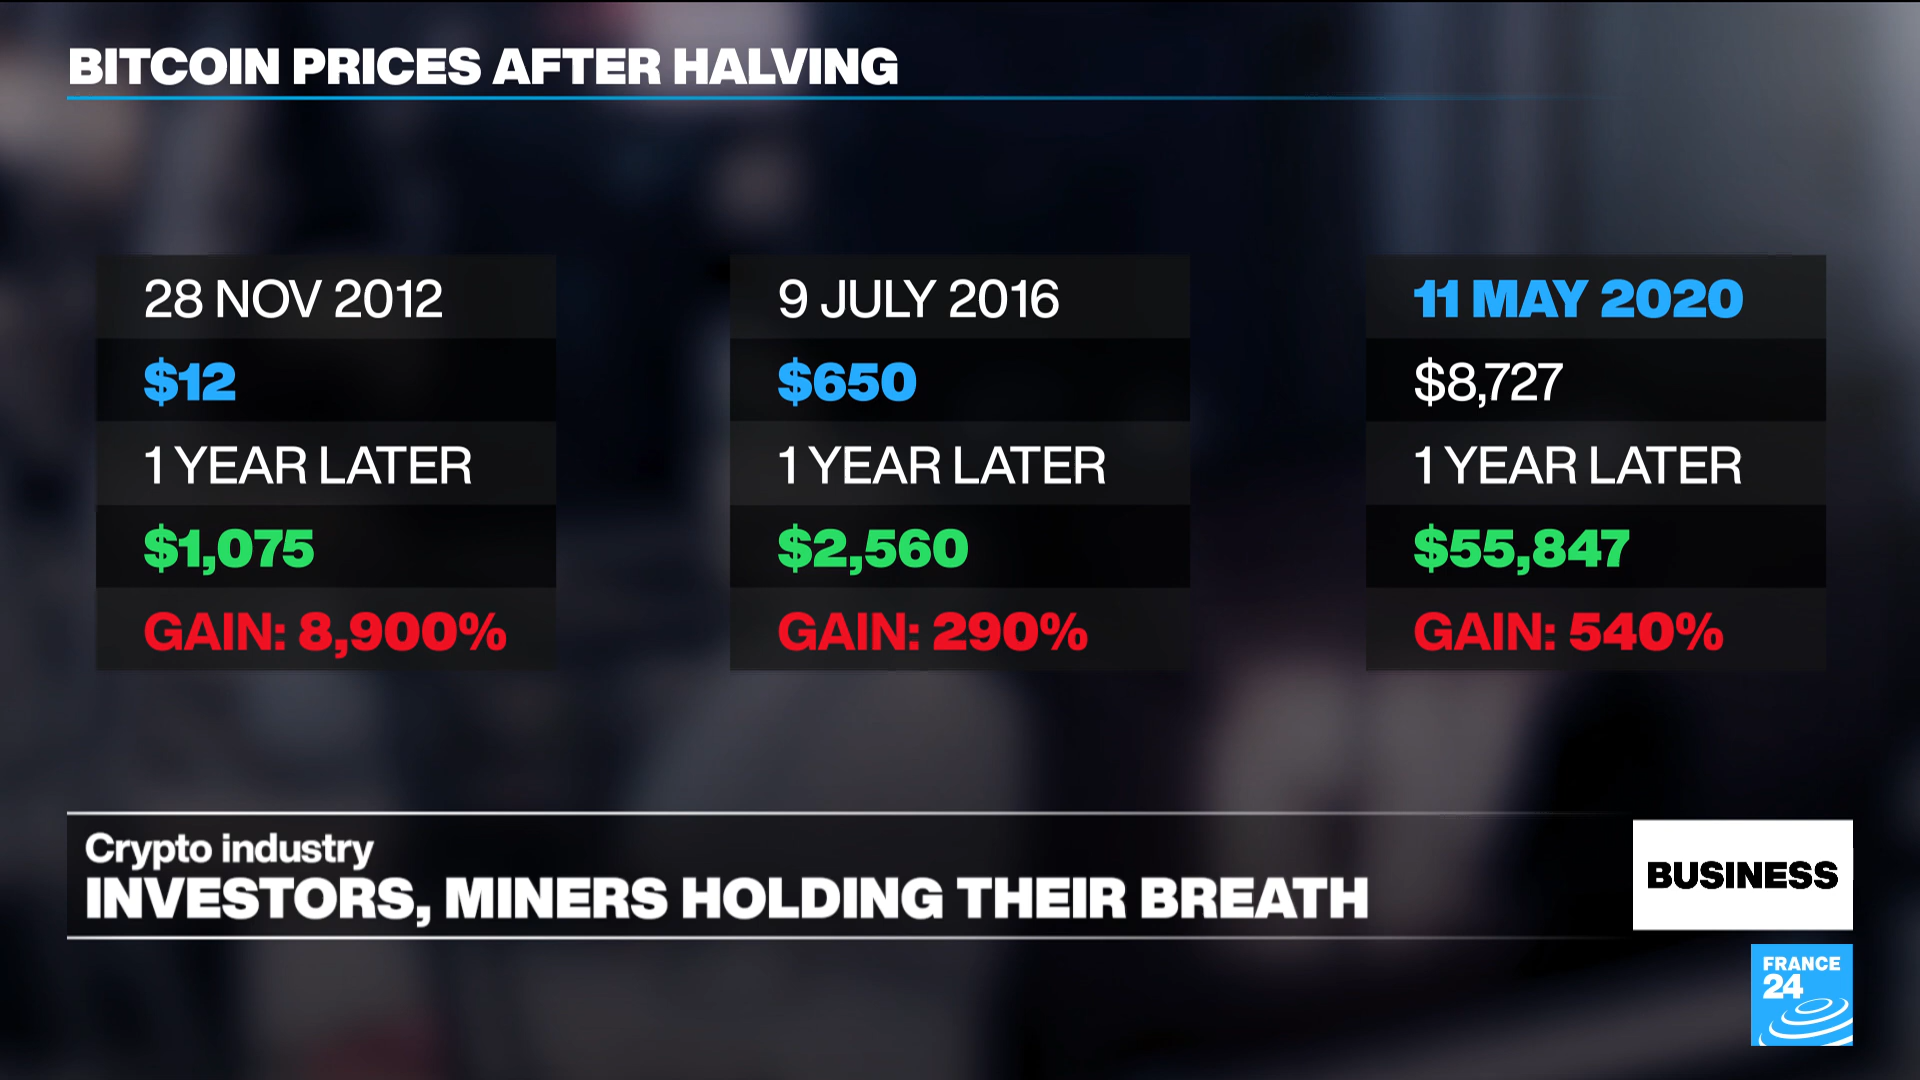 BITCOIN PRICES AFTER HALVING
28 NOV 2012
$12
1 YEAR LATER
$1,075
GAIN: 8,900%
9 JULY 2016
$650
1 YEAR LATER
$2,560
GAIN: 290%
11 MAY 2020
$8,727
1 YEAR LATER
$55,847
GAIN: 540%
Crypto industry
INVESTORS, MINERS HOLDING THEIR BREATH
BUSINESS
FRANCE
24